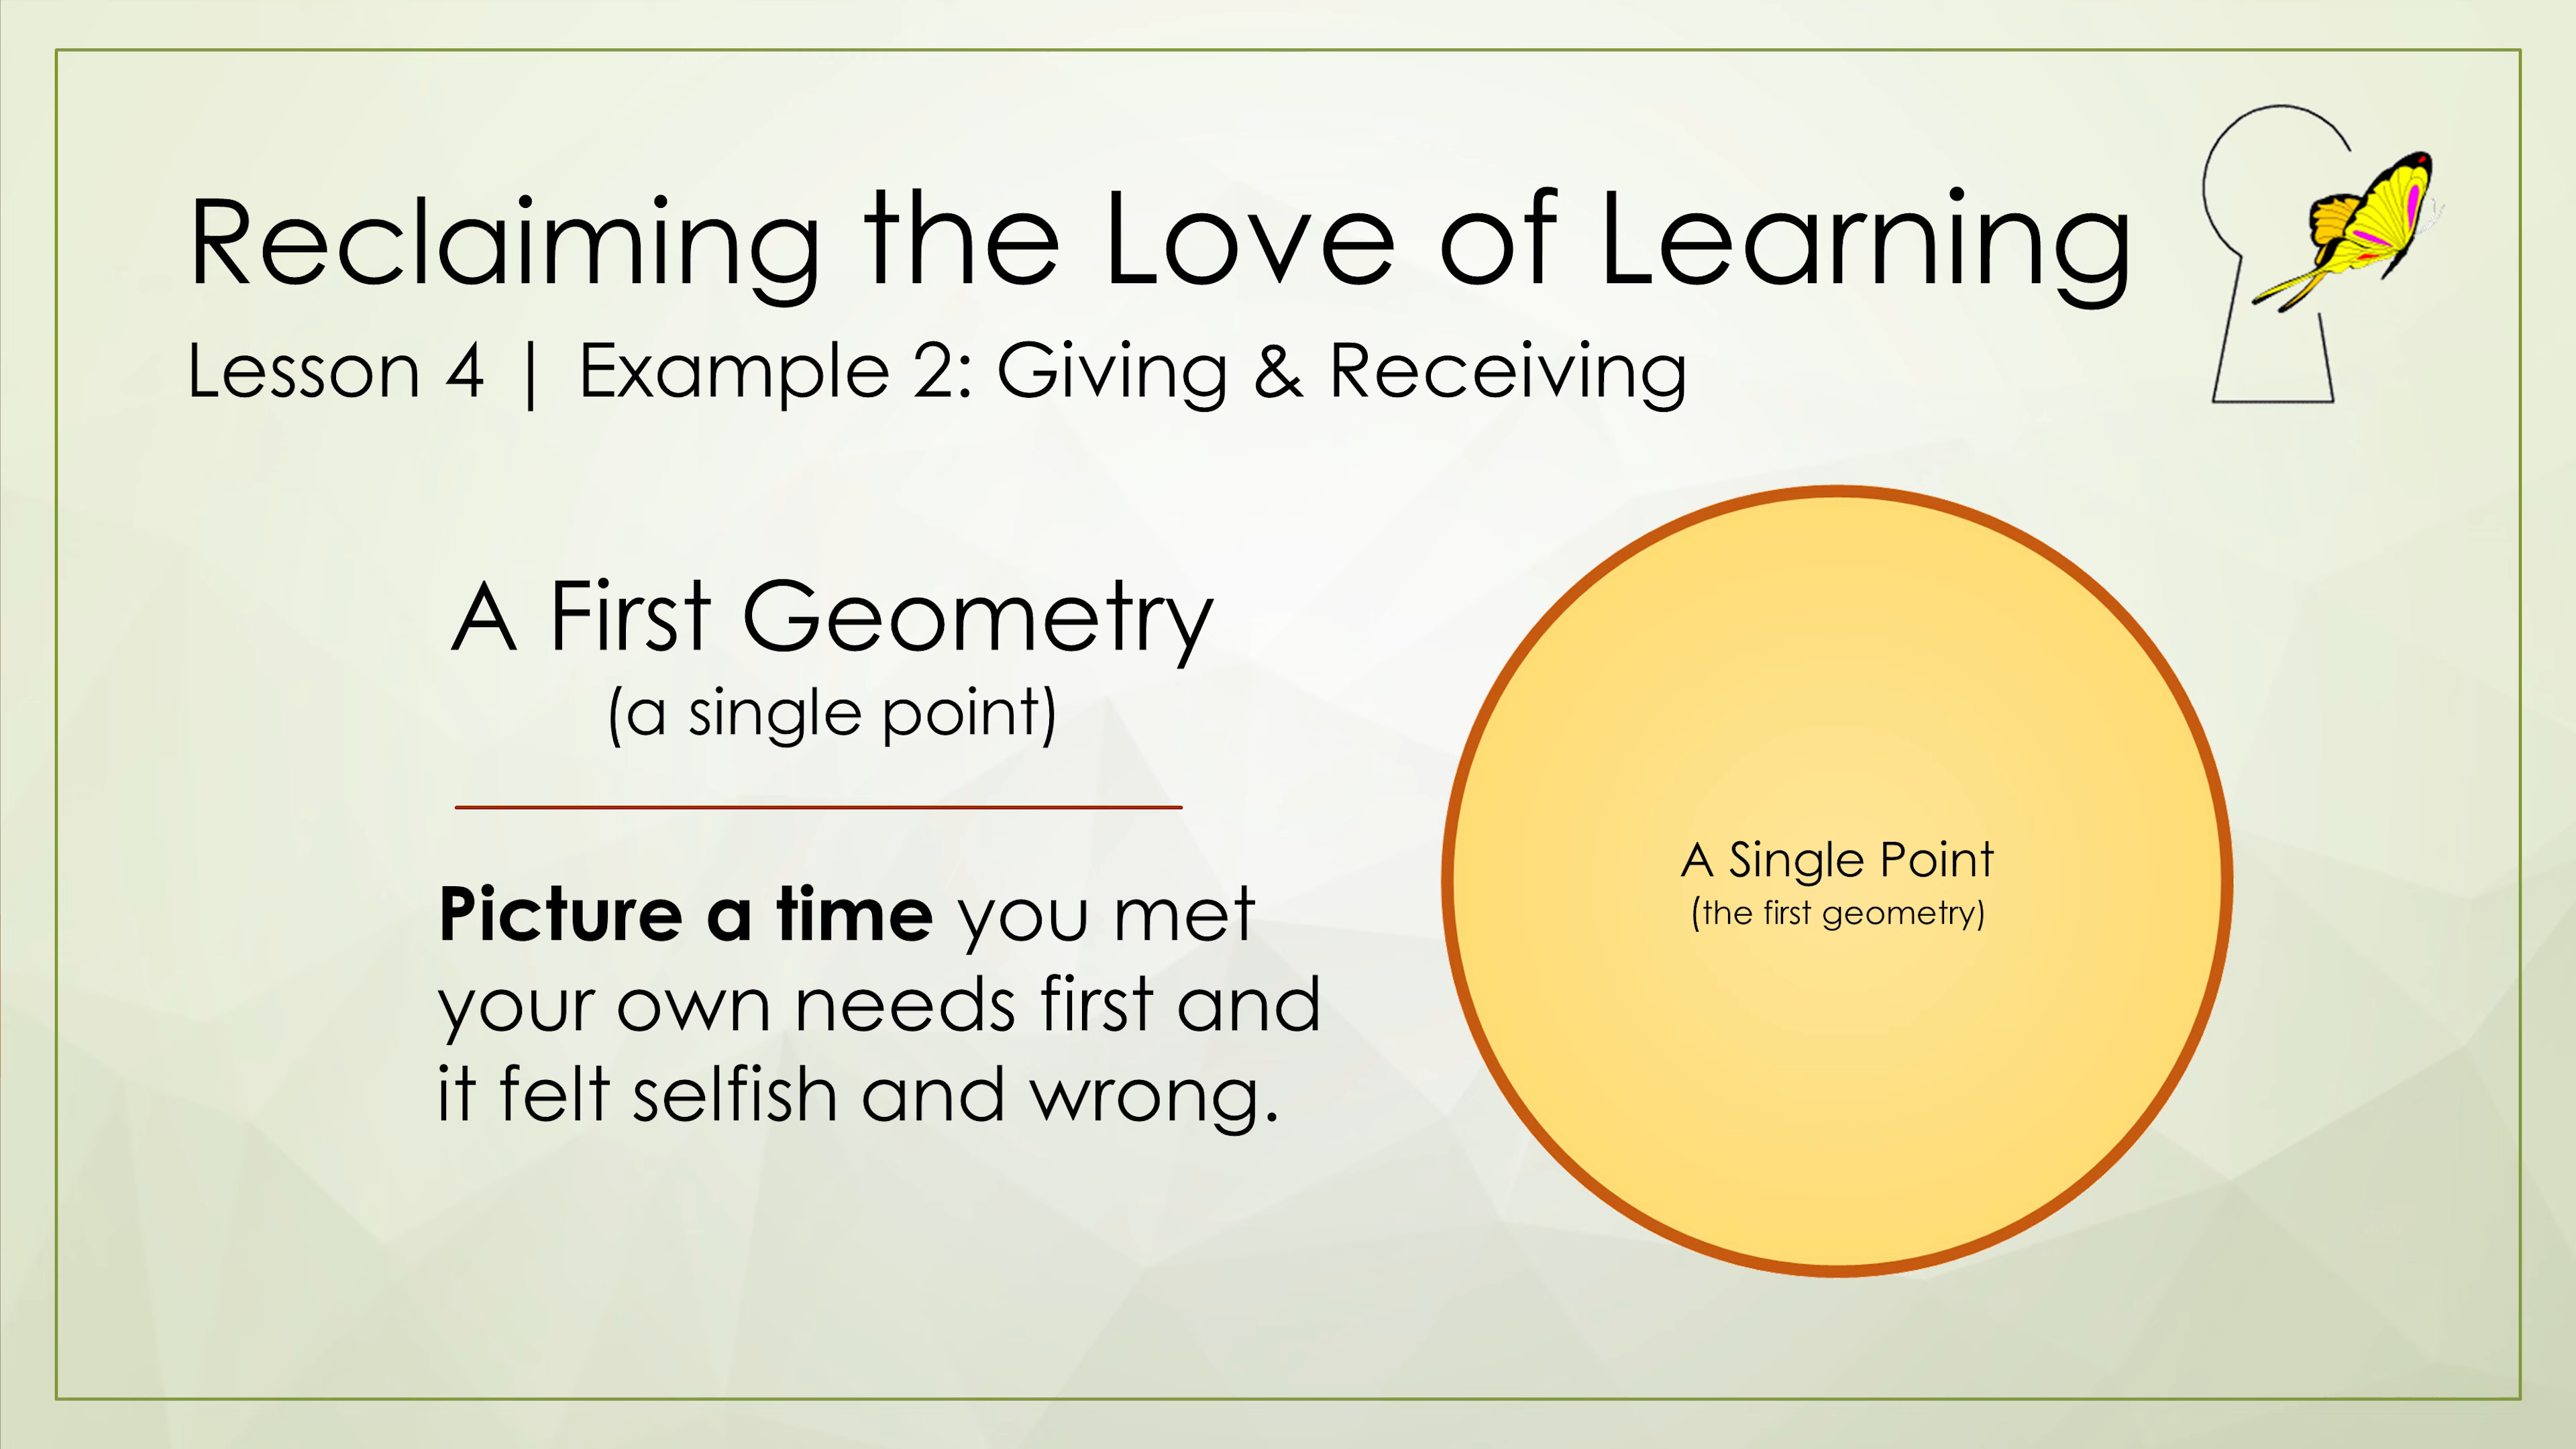 Reclaiming the Love of Learning
Lesson 4 | Example 2: Giving & Receiving
A First Geometry
(a single point)
Picture a time you met
your own needs first and
it felt selfish and wrong.
A Single Point
(the first geometry)